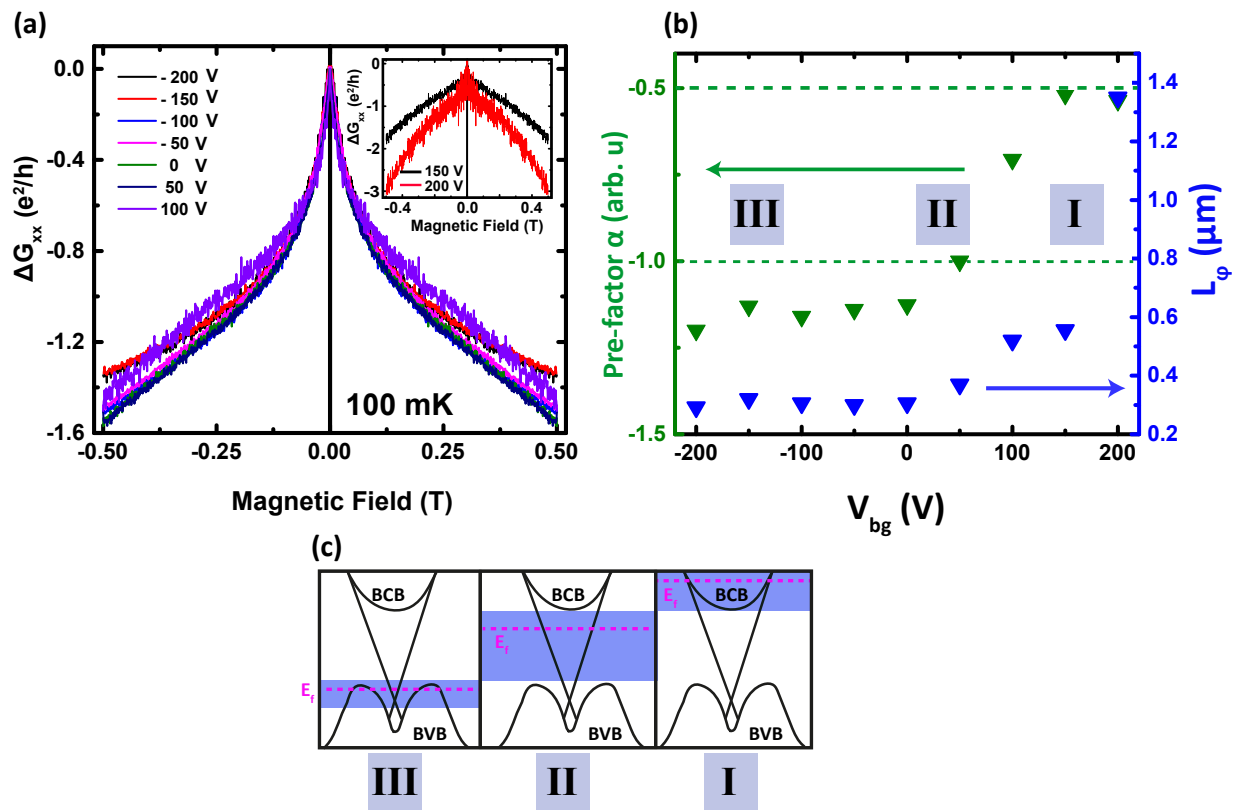 (a)
ΔG_xx (e²/h)
0.0
-0.4
-0.8
-1.2
-1.6
-0.50
-0.25
0.00
0.25
0.50
Magnetic Field (T)
- 200 V
- 150 V
- 100 V
- 50 V
0 V
50 V
100 V
100 mK
ΔG_xx (e²/h)
0
-1
-2
-3
-0.4
0.0
0.4
150 V
200 V
Magnetic Field (T)
(b)
Pre-factor α (arb. u)
-0.5
-1.0
-1.5
III
II
I
1.4
1.2
1.0
0.8
0.6
0.4
0.2
L_φ (μm)
-200
-100
0
100
200
V_bg (V)
(c)
BCB
E_f
BVB
III
BCB
E_f
BVB
II
BCB
E_f
BVB
I